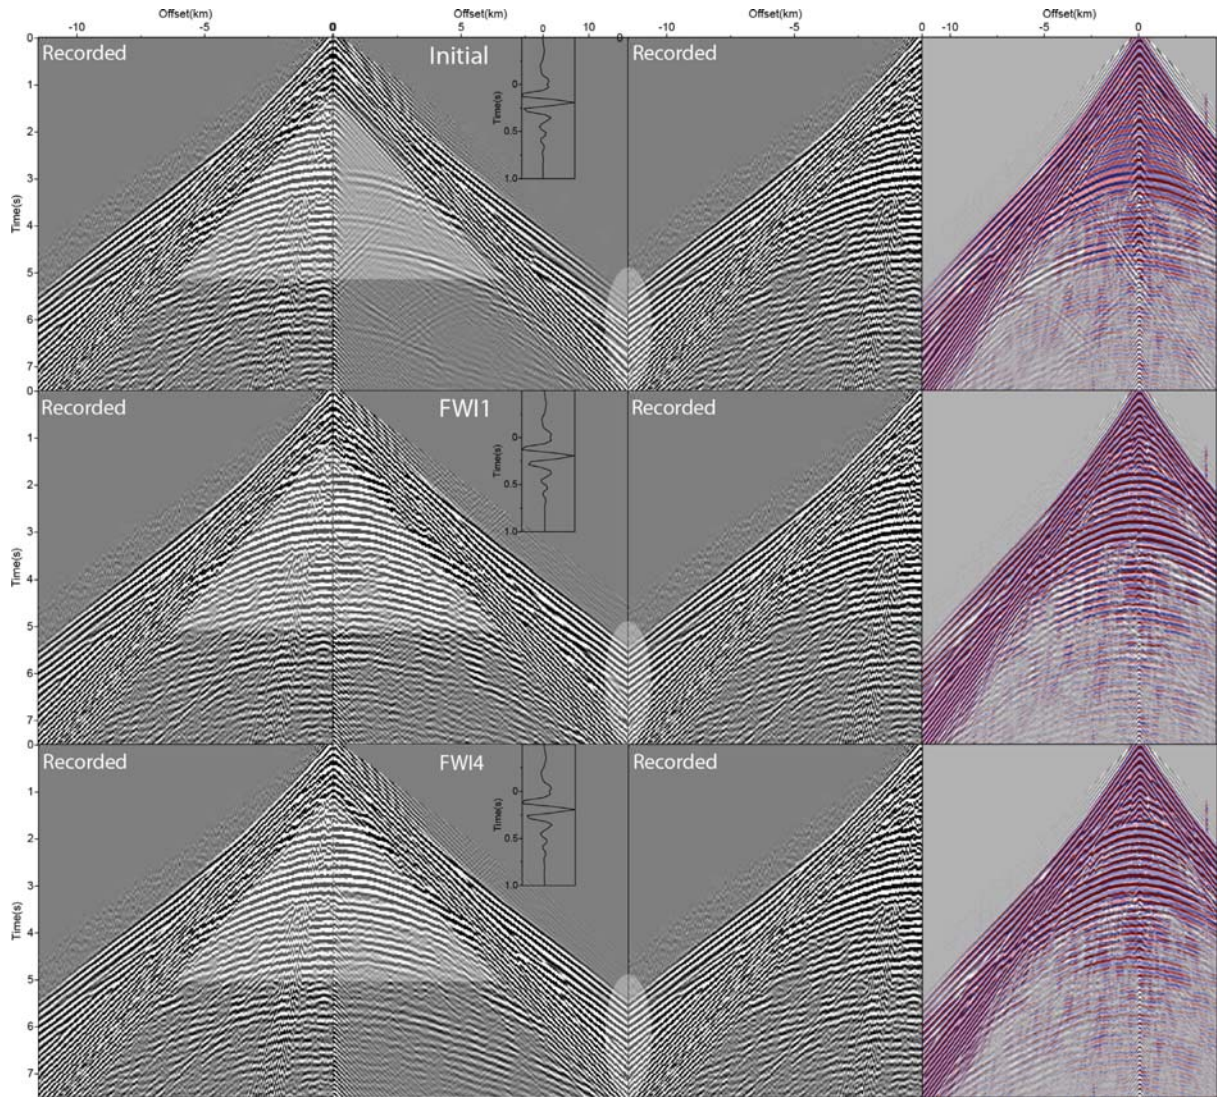 Offset(km) Offset(km) Offset(km) Offset(km)
-10 -5 0 5 10 -10 -5 0 -10 -5 0
Recorded Initial Recorded
Time(s)
0 1 2 3 4 5 6 7
0
Time(s)
0 0.5 1.0
Recorded FWI1 Recorded
Time(s)
0 1 2 3 4 5 6 7
Time(s)
0 0.5 1.0
Recorded FWI4 Recorded
Time(s)
0 1 2 3 4 5 6 7
Time(s)
0 0.5 1.0